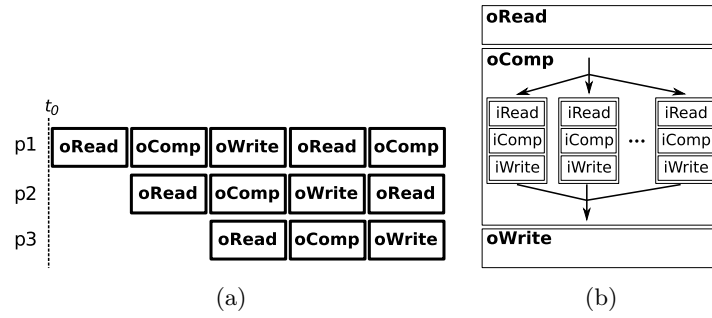 t0
p1 oRead oComp oWrite oRead oComp
p2 oRead oComp oWrite oRead
p3 oRead oComp oWrite
(a)
oRead
oComp
iRead iRead iRead
iComp iComp ... iComp
iWrite iWrite iWrite
oWrite
(b)